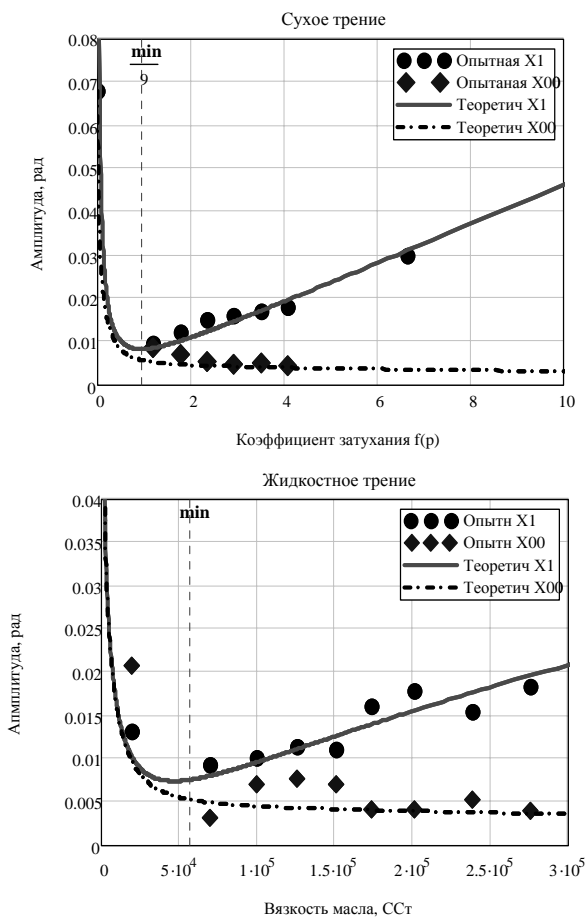 Сухое трение
0.08
0.07
0.06
0.05
0.04
0.03
0.02
0.01
0
Амплитуда, рад
min
9
Опытная X1
Опытаная X00
Теоретич X1
Теоретич X00
0 2 4 6 8 10
Коэффициент затухания f(p)
Жидкостное трение
0.04
0.035
0.03
0.025
0.02
0.015
0.01
0.005
0
Апмплитуда, рад
min
Опытн X1
Опытн X00
Теоретич X1
Теоретич X00
0 5·10⁴ 1·10⁵ 1.5·10⁵ 2·10⁵ 2.5·10⁵ 3·10⁵
Вязкость масла, ССт